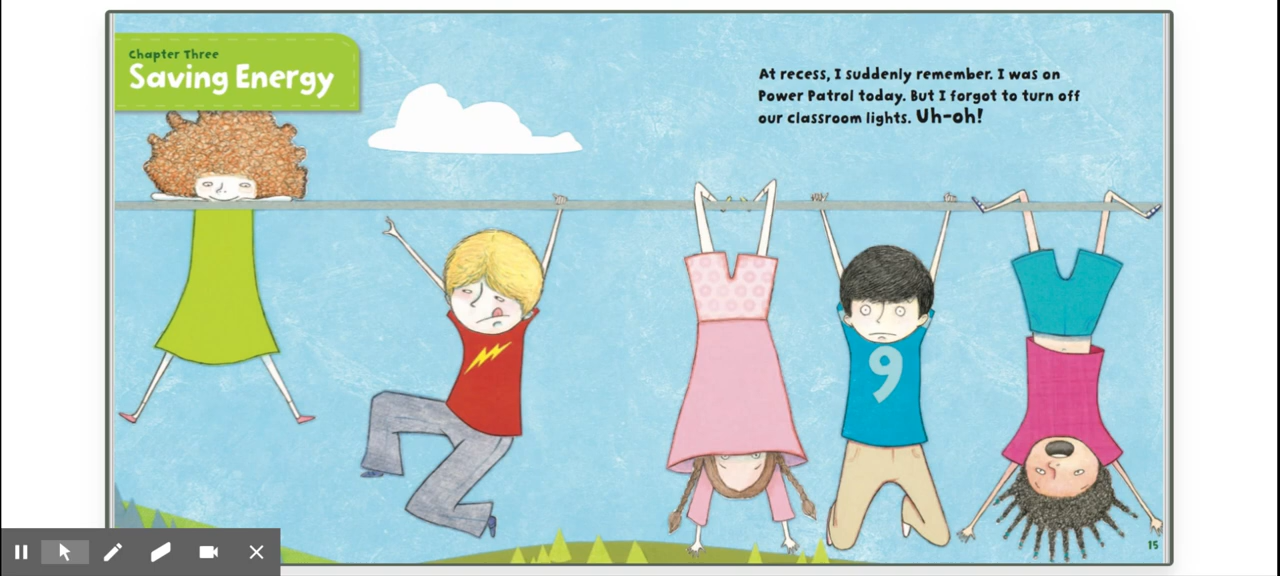 Chapter Three
Saving Energy
At recess, I suddenly remember. I was on
Power Patrol today. But I forgot to turn off
our classroom lights. Uh-oh!
9
15